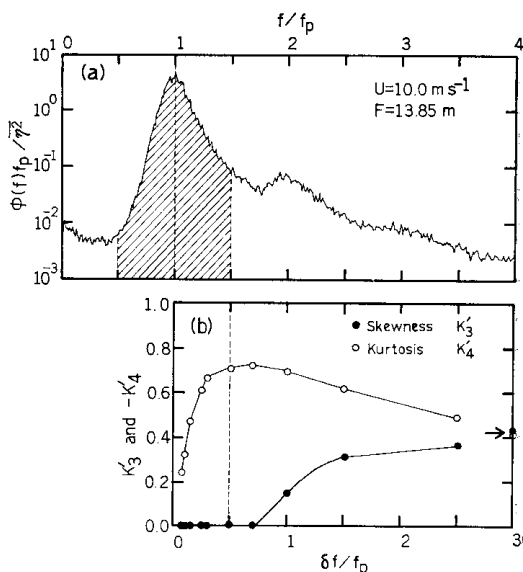 f/fp
0 1 2 3 4
(a)
U=10.0 m s⁻¹
F=13.85 m
10¹
10⁰
10⁻¹
10⁻²
10⁻³
Φ(f)fp/η̅²
(b)
● Skewness K′₃
○ Kurtosis K′₄
1.0
0.8
0.6
0.4
0.2
0.0
K′₃ and -K′₄
0 1 2 3
δf/fp